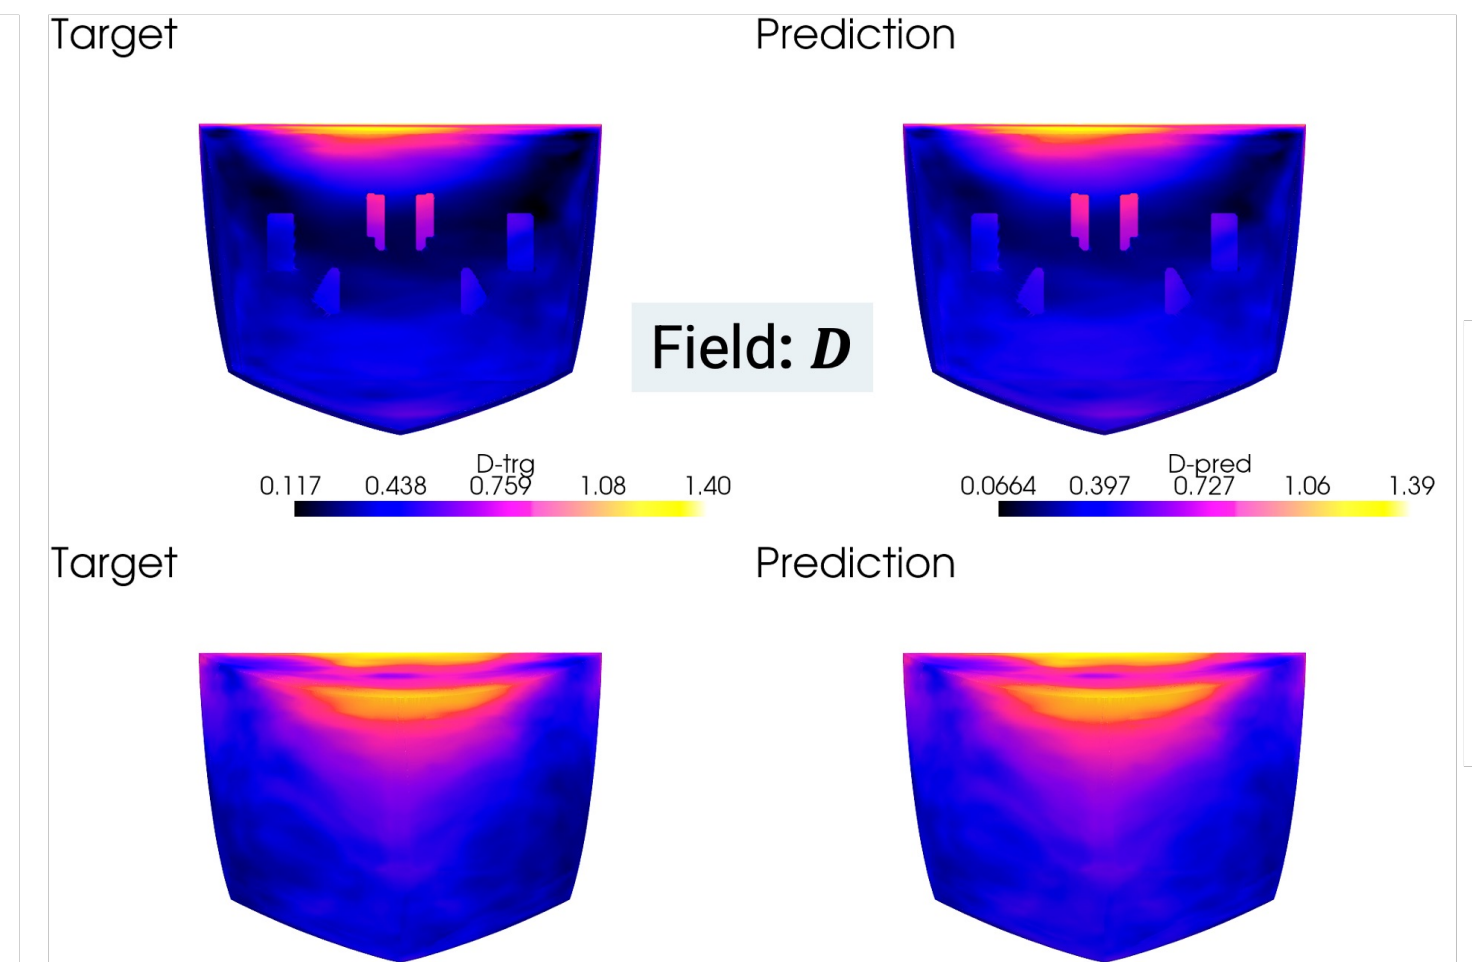 Target
Prediction
Field: D
D-trg
0.117 0.438 0.759 1.08 1.40
D-pred
0.0664 0.397 0.727 1.06 1.39
Target
Prediction